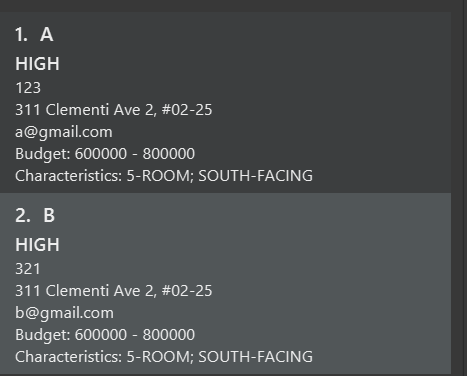 1. A
HIGH
123
311 Clementi Ave 2, #02-25
a@gmail.com
Budget: 600000 - 800000
Characteristics: 5-ROOM; SOUTH-FACING
2. B
HIGH
321
311 Clementi Ave 2, #02-25
b@gmail.com
Budget: 600000 - 800000
Characteristics: 5-ROOM; SOUTH-FACING